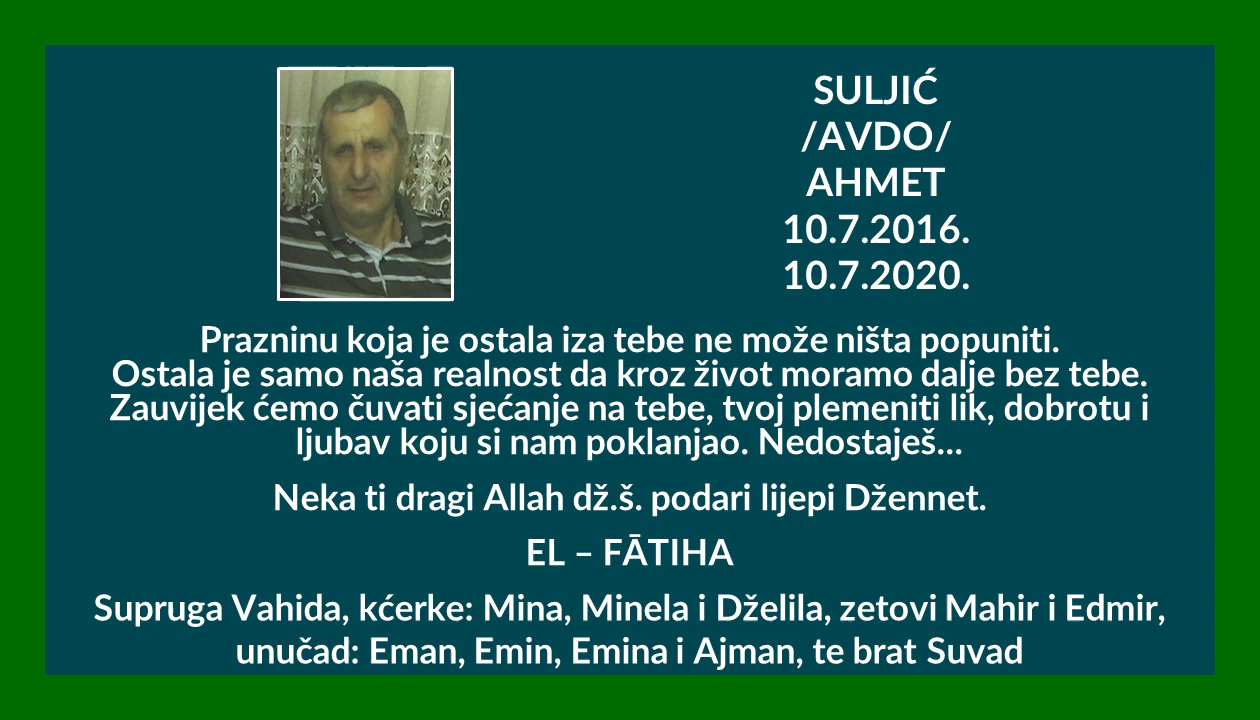 SULJIĆ
/AVDO/
AHMET
10.7.2016.
10.7.2020.
Prazninu koja je ostala iza tebe ne može ništa popuniti.
Ostala je samo naša realnost da kroz život moramo dalje bez tebe.
Zauvijek ćemo čuvati sjećanje na tebe, tvoj plemeniti lik, dobrotu i
ljubav koju si nam poklanjao. Nedostaješ...
Neka ti dragi Allah dž.š. podari lijepi Džennet.
EL – FĀTIHA
Supruga Vahida, kćerke: Mina, Minela i Dželila, zetovi Mahir i Edmir,
unučad: Eman, Emin, Emina i Ajman, te brat Suvad